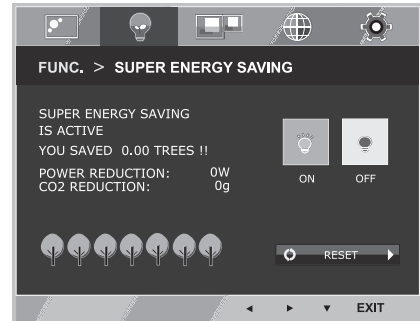 FUNC. > SUPER ENERGY SAVING
SUPER ENERGY SAVING
IS ACTIVE
YOU SAVED 0.00 TREES !!
POWER REDUCTION: 0W
CO2 REDUCTION: 0g
ON OFF
RESET
EXIT